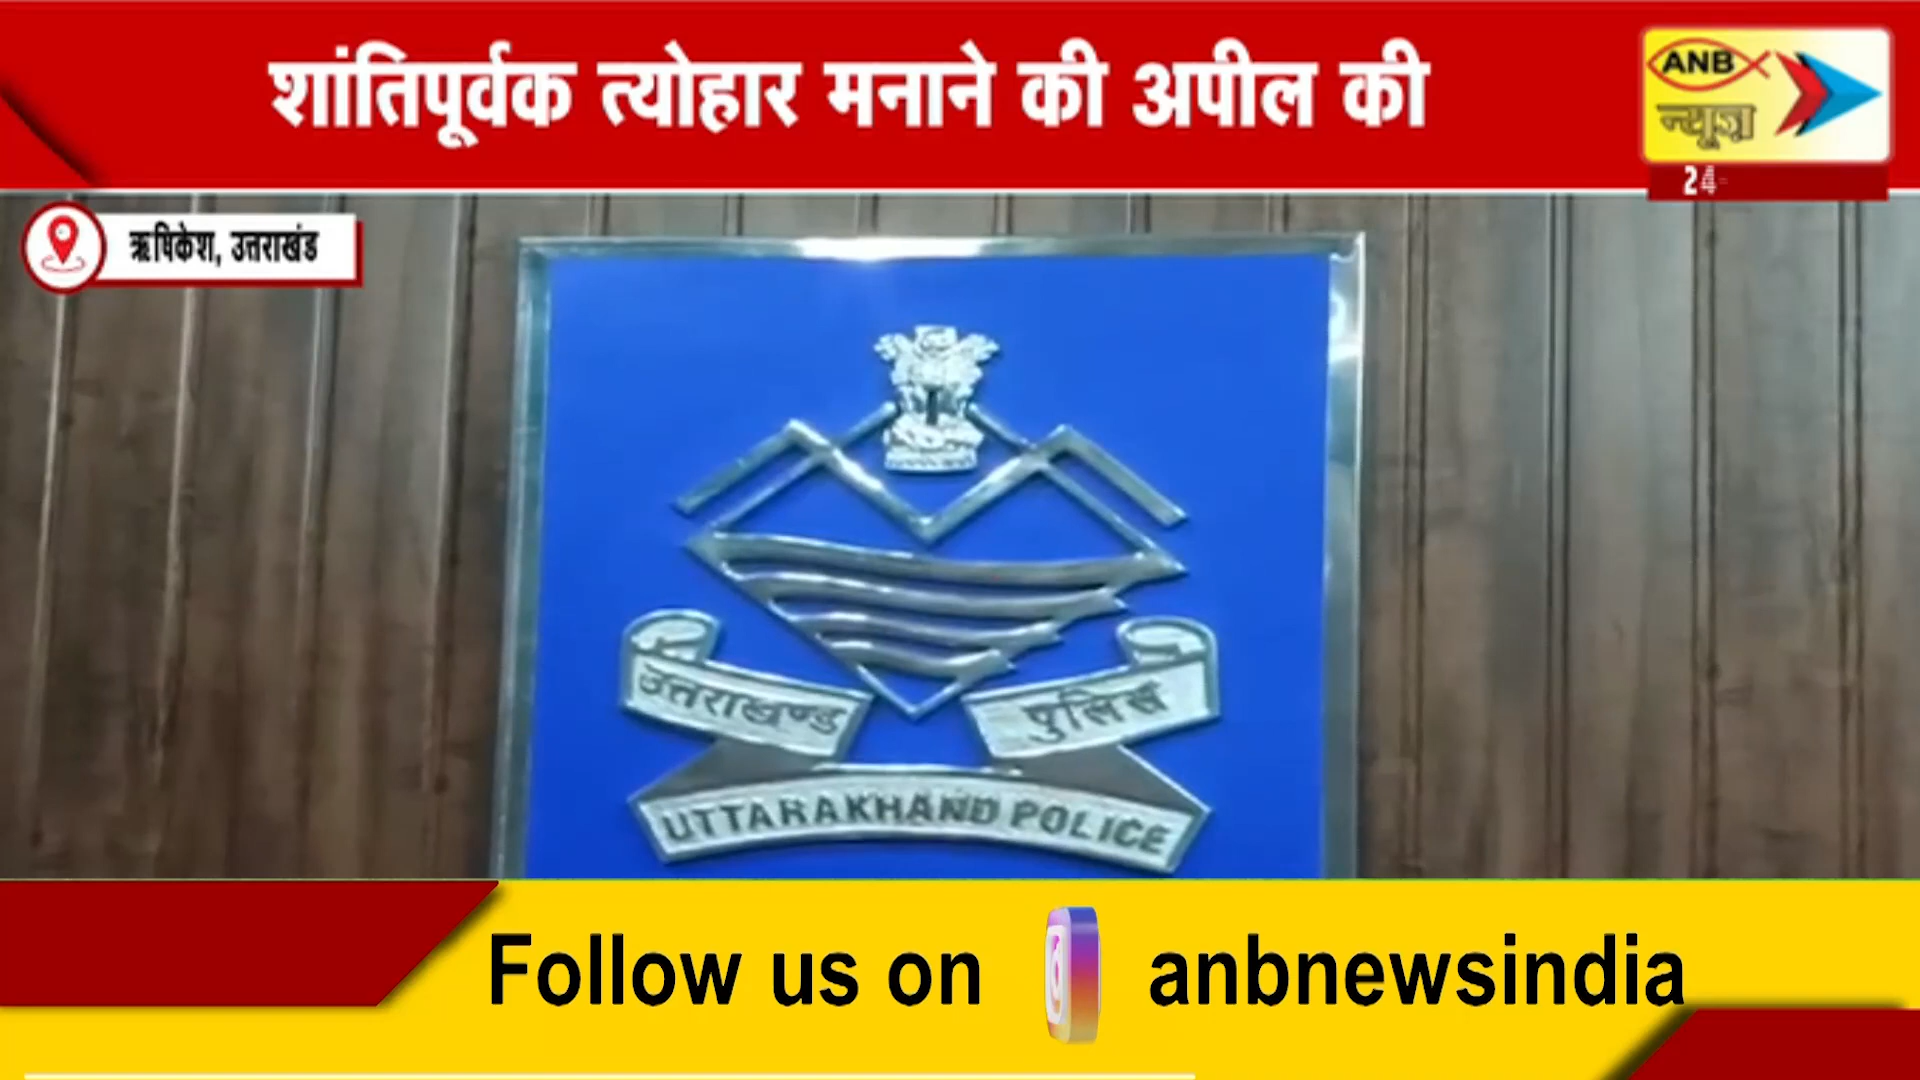 शांतिपूर्वक त्योहार मनाने की अपील की
ANB
न्यूज़
24
ऋषिकेश, उत्तराखंड
उत्तराखण्ड
पुलिस
UTTARAKHAND POLICE
Follow us on anbnewsindia